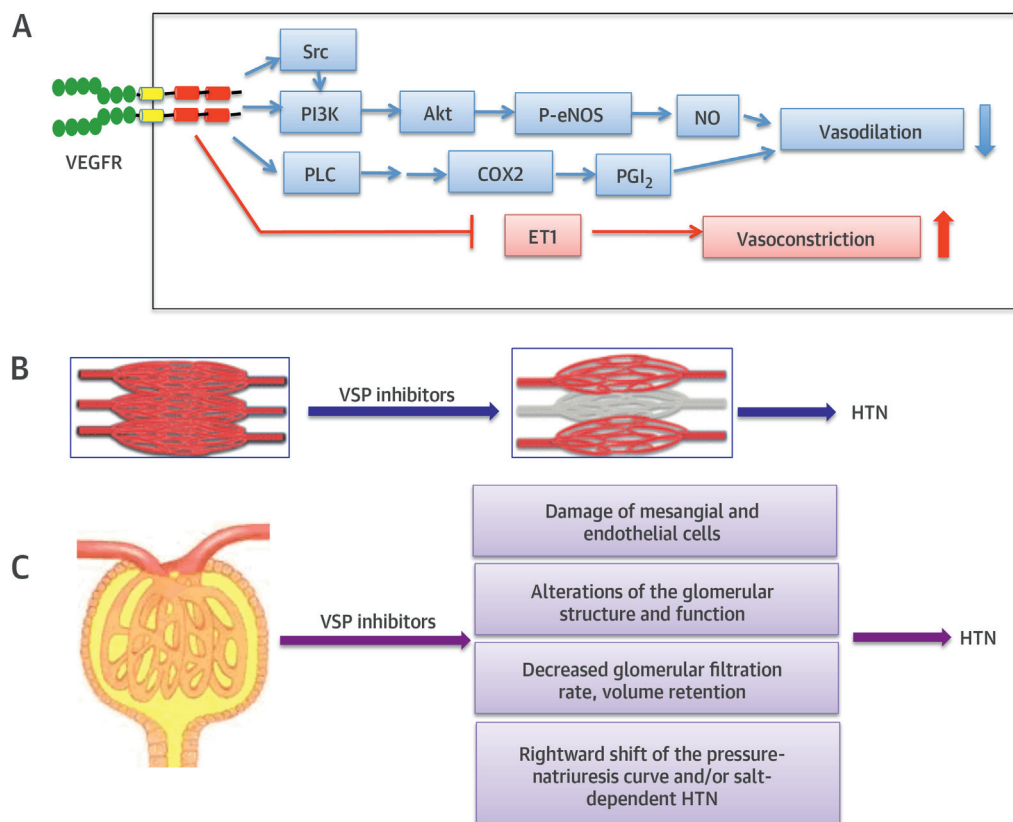 A
Src
PI3K
Akt
P-eNOS
NO
Vasodilation
VEGFR
PLC
COX2
PGI₂
ET1
Vasoconstriction
B
VSP inhibitors
HTN
C
VSP inhibitors
Damage of mesangial and
endothelial cells
Alterations of the glomerular
structure and function
Decreased glomerular filtration
rate, volume retention
Rightward shift of the pressure-
natriuresis curve and/or salt-
dependent HTN
HTN